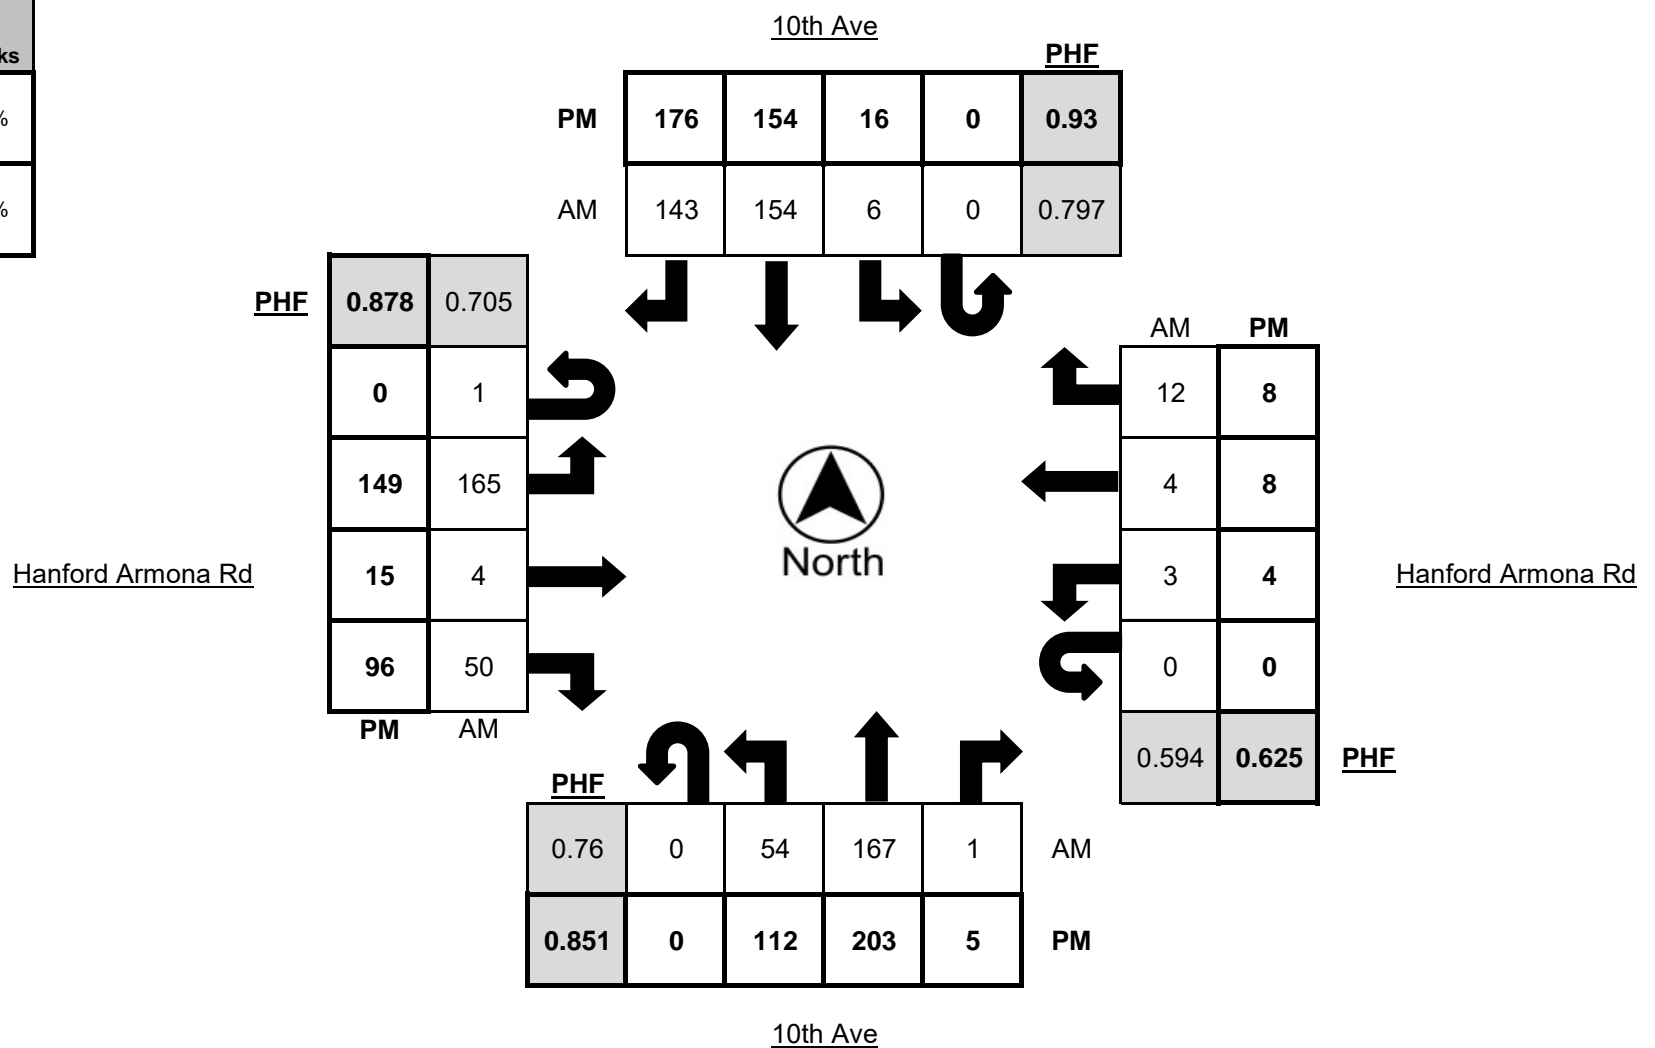 10th Ave
PHF
ks
PM 176 154 16 0 0.93
%
AM 143 154 6 0 0.797
%
PHF 0.878 0.705
AM PM
0 1
12 8
149 165
4 8
North
Hanford Armona Rd
15 4
3 4
Hanford Armona Rd
96 50
0 0
PM AM
0.594 0.625 PHF
PHF
0.76 0 54 167 1 AM
0.851 0 112 203 5 PM
10th Ave